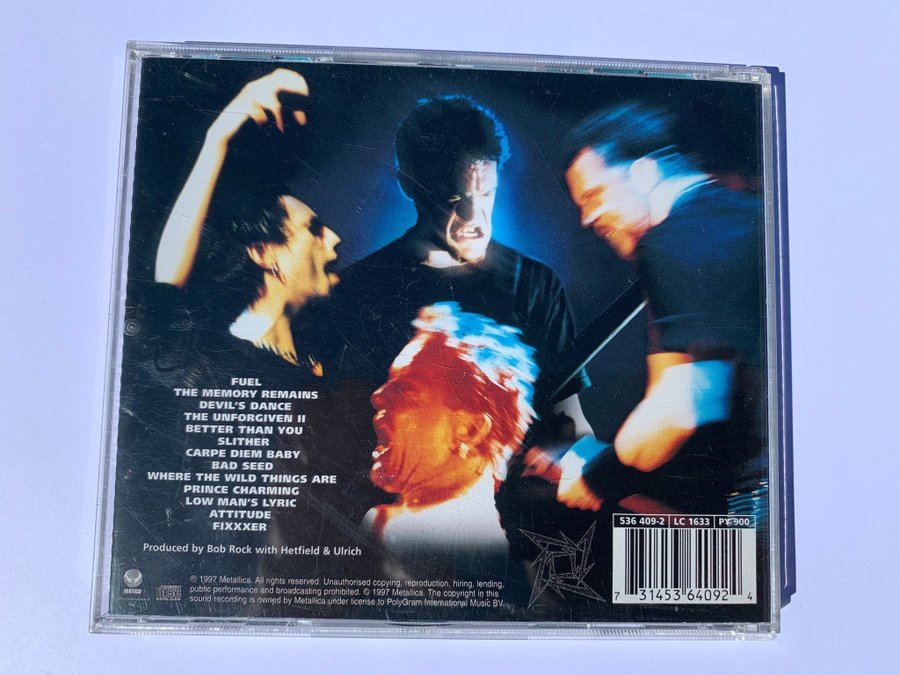 FUEL
THE MEMORY REMAINS
DEVIL'S DANCE
THE UNFORGIVEN II
BETTER THAN YOU
SLITHER
CARPE DIEM BABY
BAD SEED
WHERE THE WILD THINGS ARE
PRINCE CHARMING
LOW MAN'S LYRIC
ATTITUDE
FIXXXER
Produced by Bob Rock with Hetfield & Ulrich
536 409-2 LC 1633 PY 900
7 31453 64092 4
VERTIGO
℗ 1997 Metallica. All rights reserved. Unauthorised copying, reproduction, hiring, lending,
public performance and broadcasting prohibited. © 1997 Metallica. The copyright in this
sound recording is owned by Metallica under license to PolyGram International Music BV.